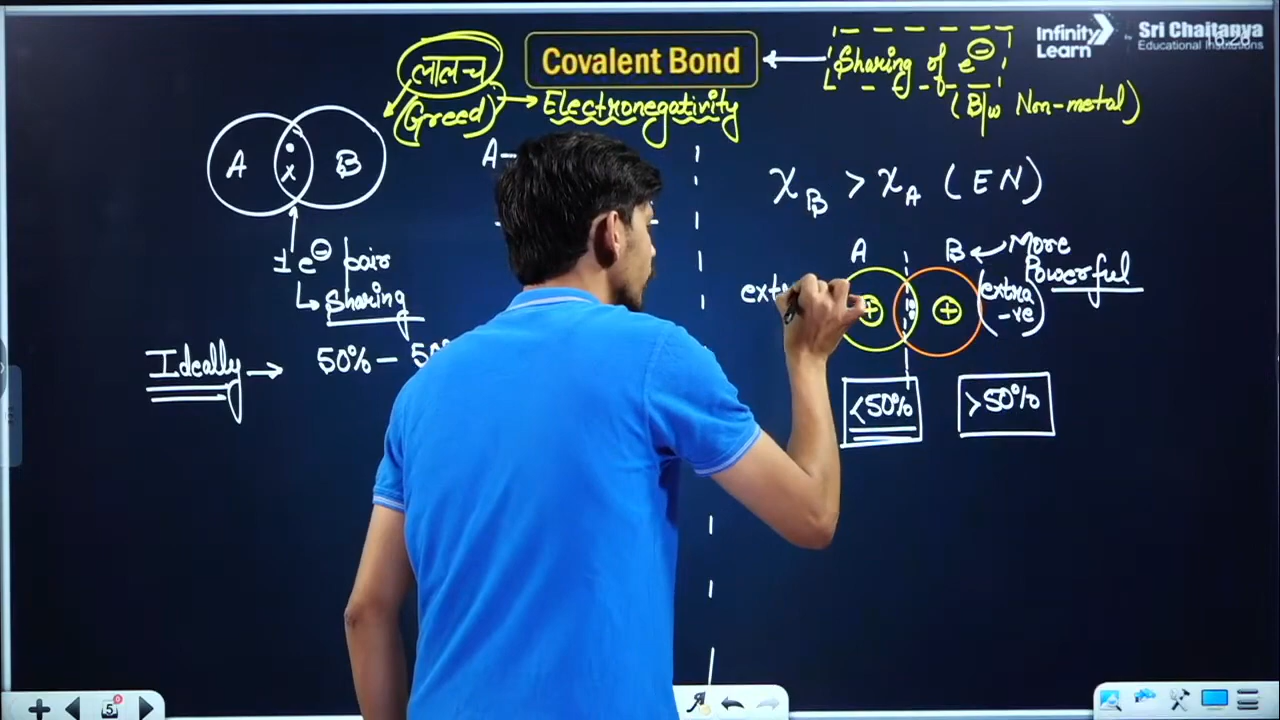 Infinity Learn
by
Sri Chaitanya
Educational Institutions
लालच
Covalent Bond
Sharing of e⊖
(Greed)
Electronegativity
(B/w Non-metal)
A
B
•
x
A-
χB > χA (EN)
1 e⊖ pair
Sharing
A
B
More Powerful
+
+
(extra -ve)
Ideally → 50% -
<50%
>50%
5